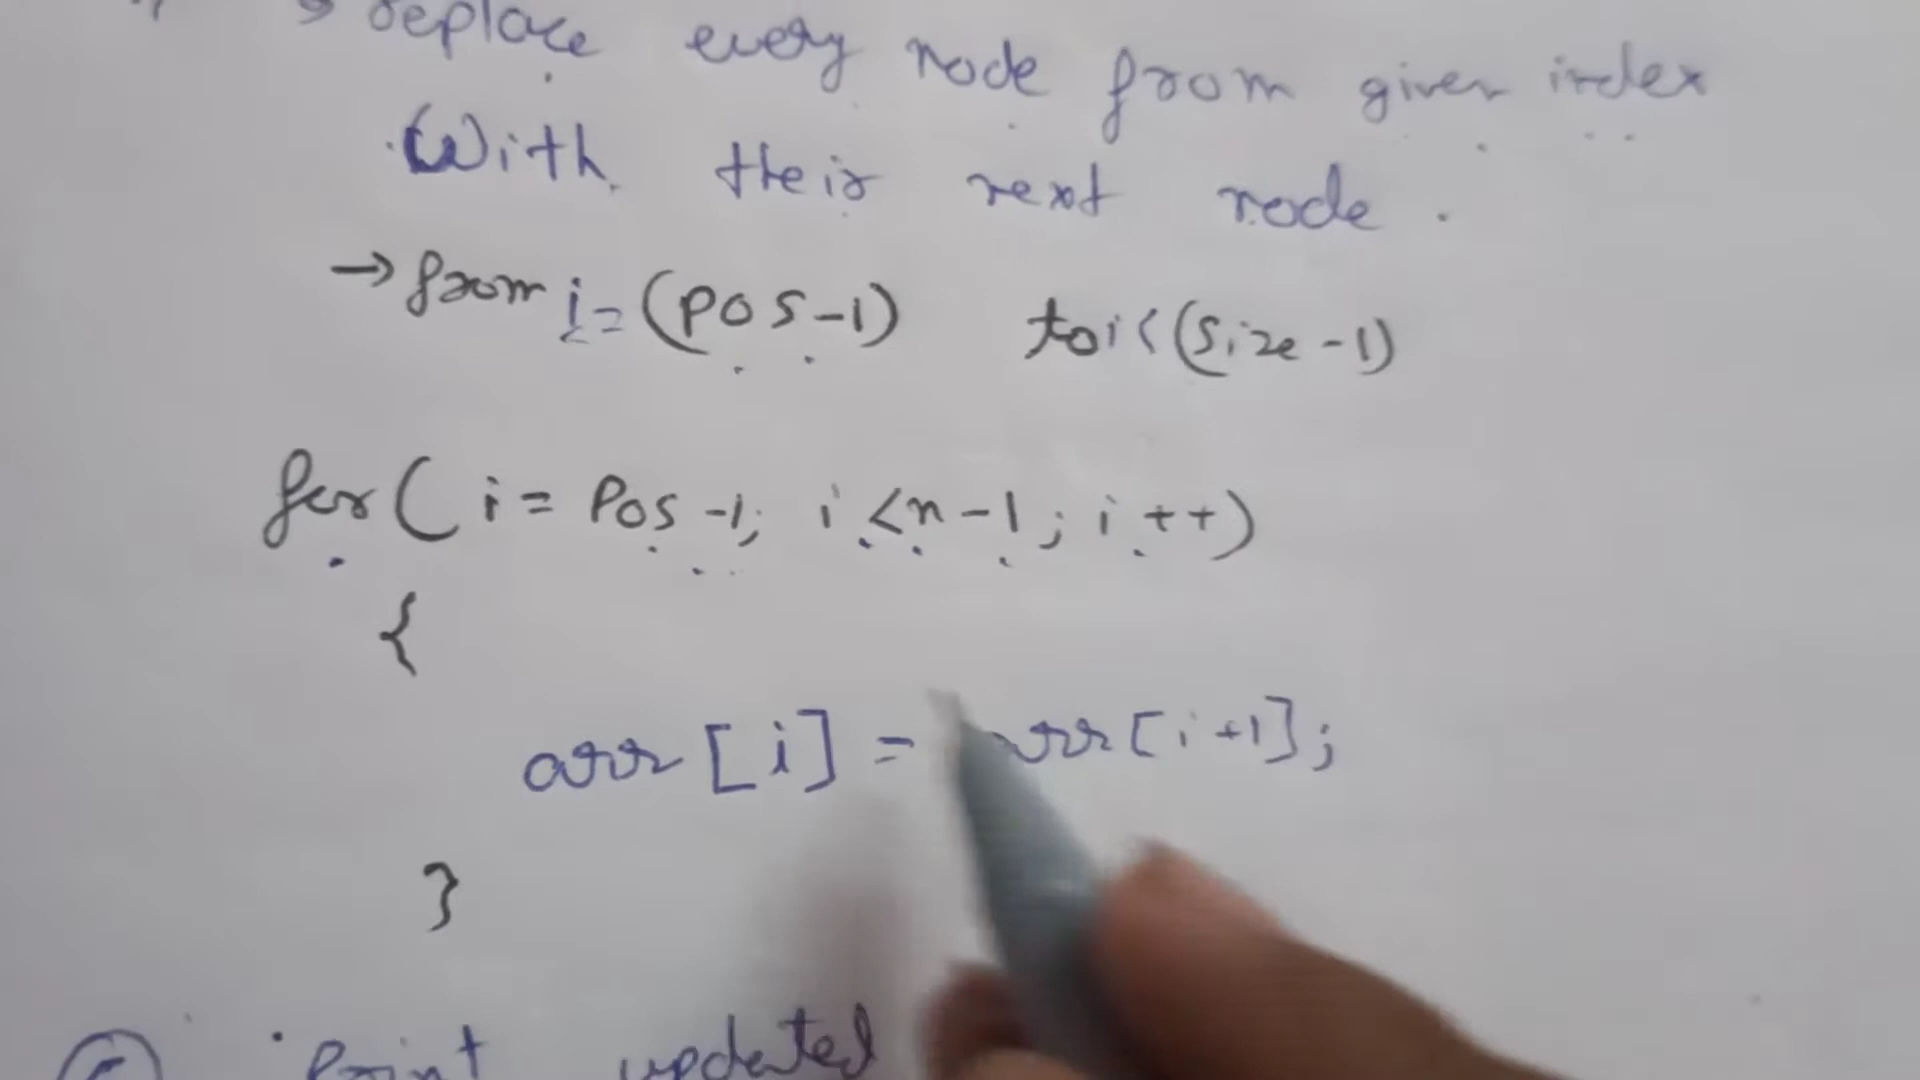 → replace every node from given index
With their next node.
→ from i=(pos-1) to i<(Size-1)
for( i= Pos-1; i<n-1; i++)
{
arr[i] = arr[i+1];
}
Print updated